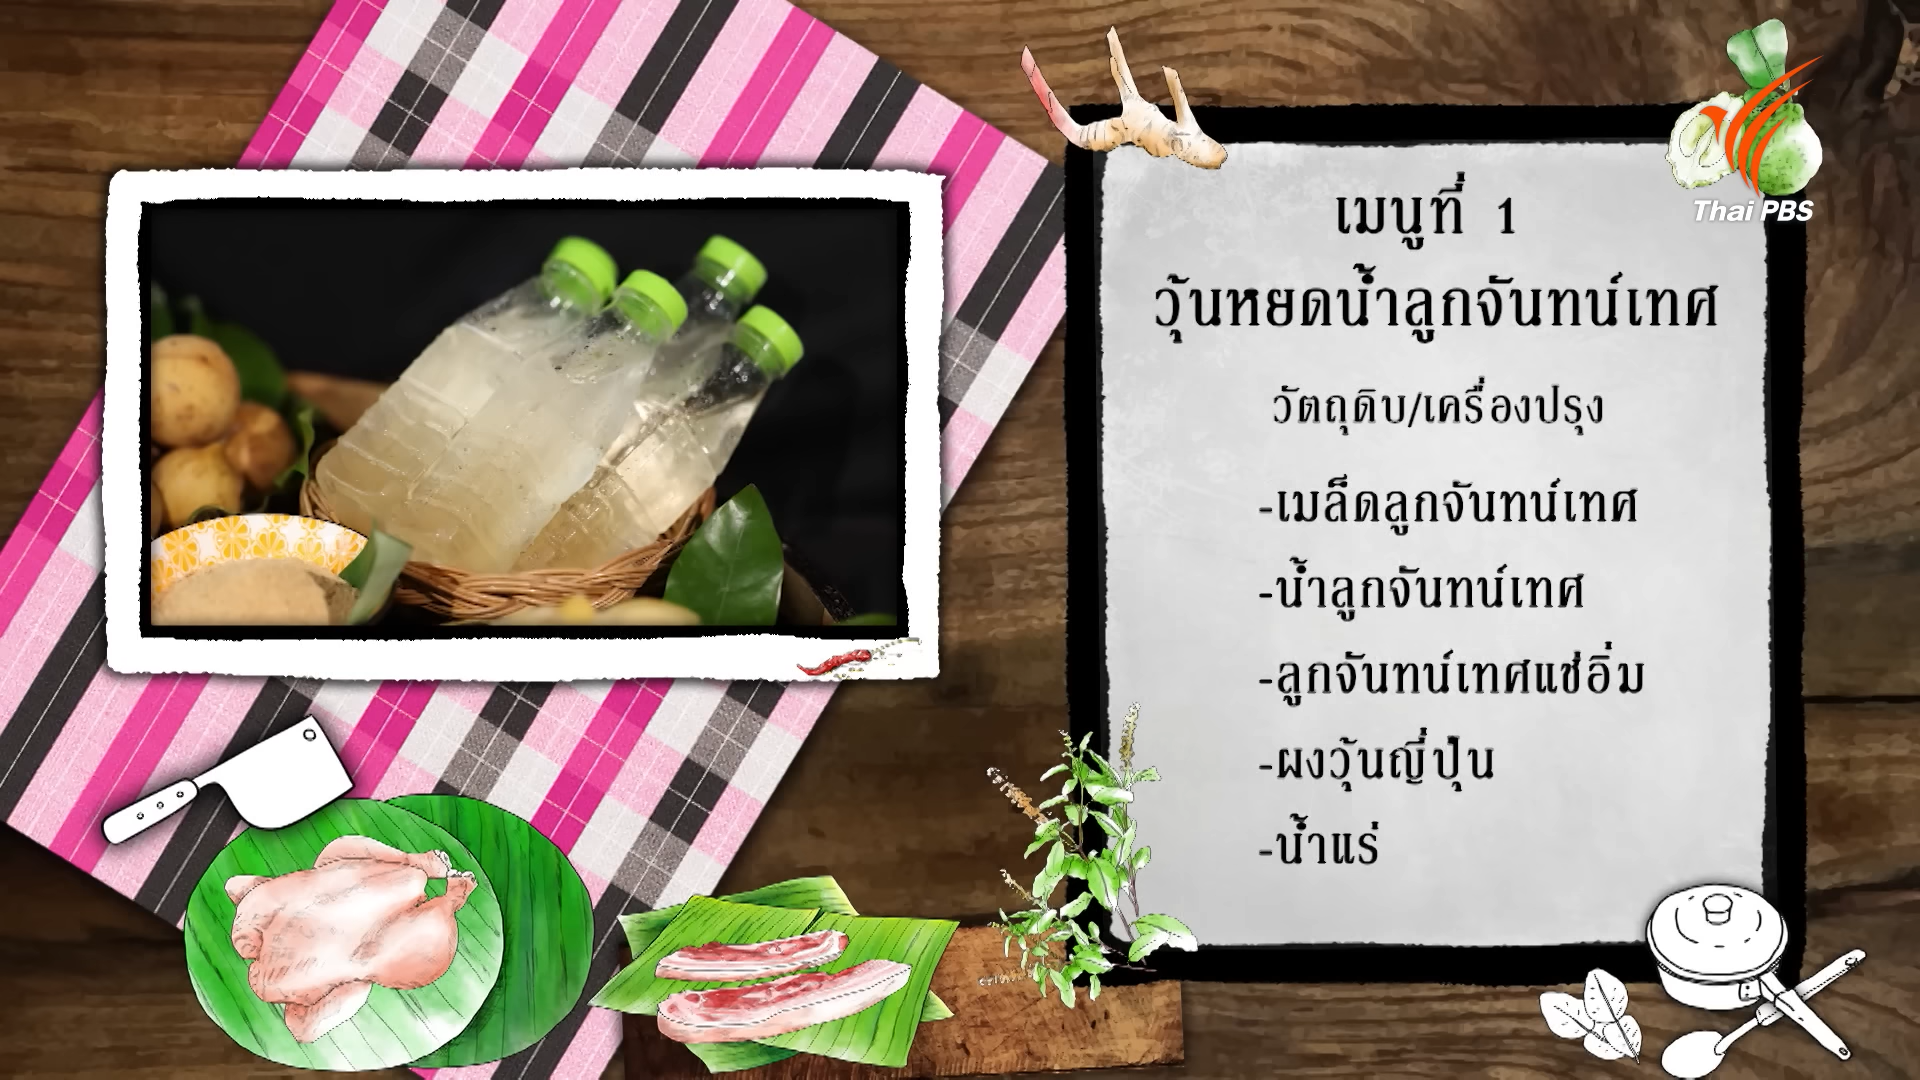 Thai PBS
เมนูที่ 1
วุ้นหยดน้ำลูกจันทน์เทศ
วัตถุดิบ/เครื่องปรุง
-เมล็ดลูกจันทน์เทศ
-น้ำลูกจันทน์เทศ
-ลูกจันทน์เทศแช่อิ่ม
-ผงวุ้นญี่ปุ่น
-น้ำแร่